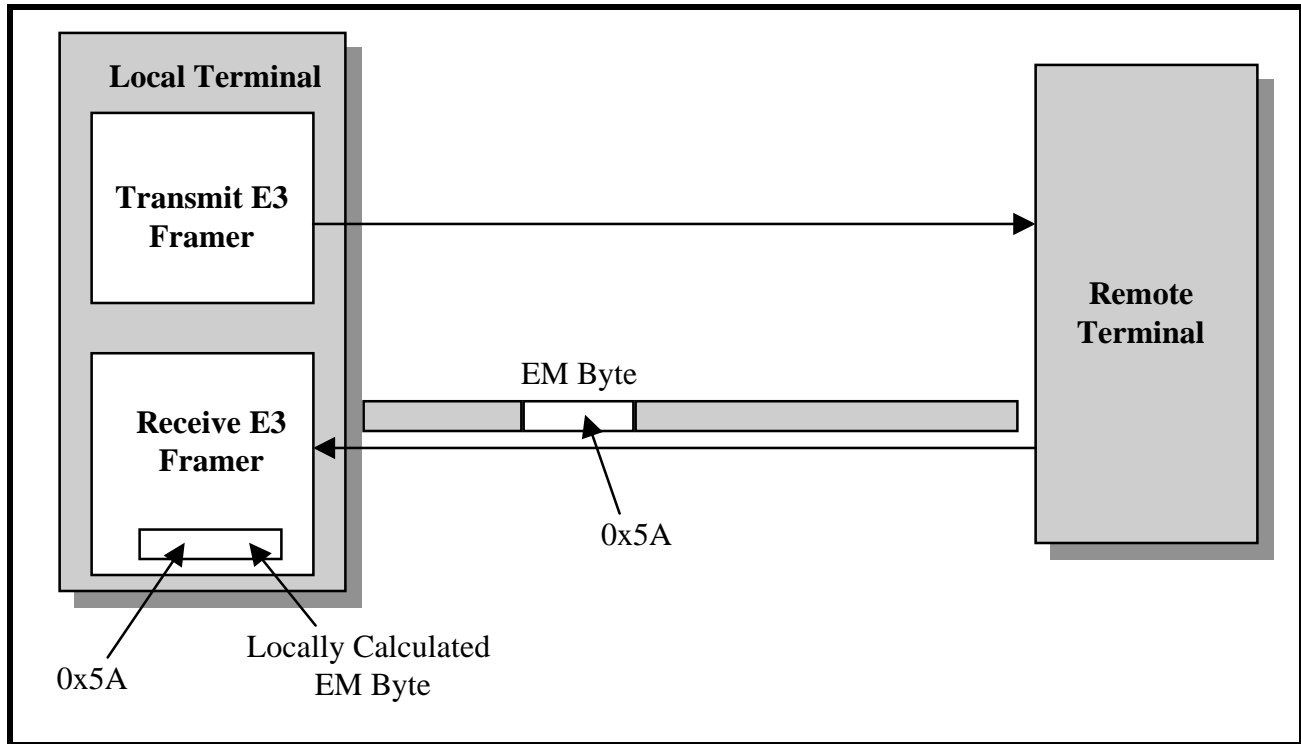 Local Terminal
Transmit E3
Framer
Remote
Terminal
EM Byte
Receive E3
Framer
0x5A
Locally Calculated
EM Byte
0x5A